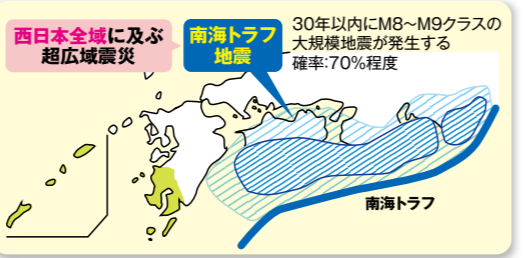 西日本全域に及ぶ
超広域震災
南海トラフ
地震
30年以内にM8～M9クラスの
大規模地震が発生する
確率:70%程度
南海トラフ